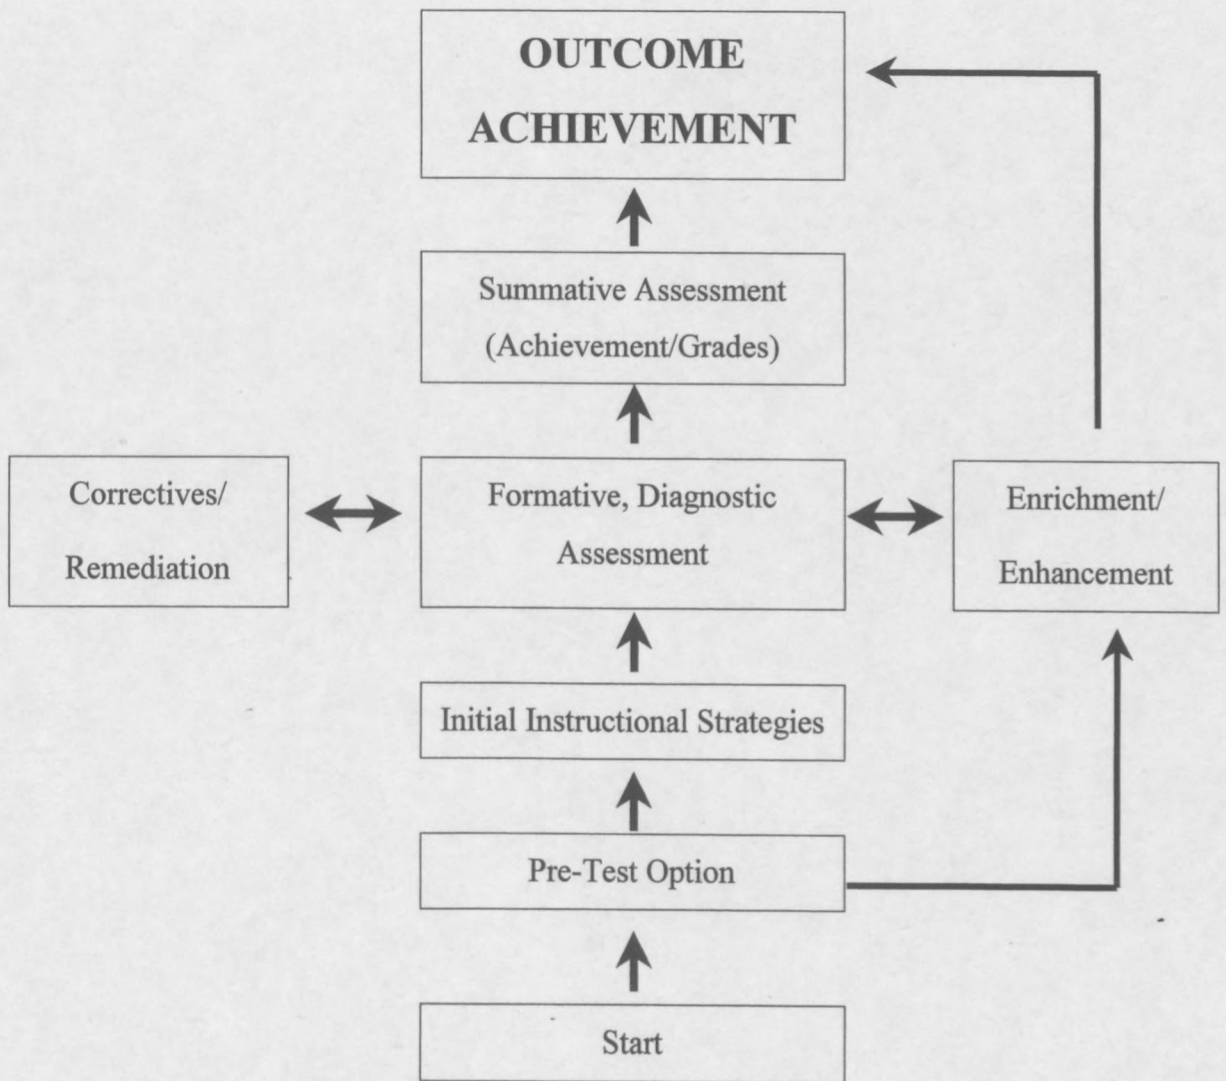 OUTCOME
ACHIEVEMENT
Summative Assessment
(Achievement/Grades)
Correctives/
Remediation
Formative, Diagnostic
Assessment
Enrichment/
Enhancement
Initial Instructional Strategies
Pre-Test Option
Start